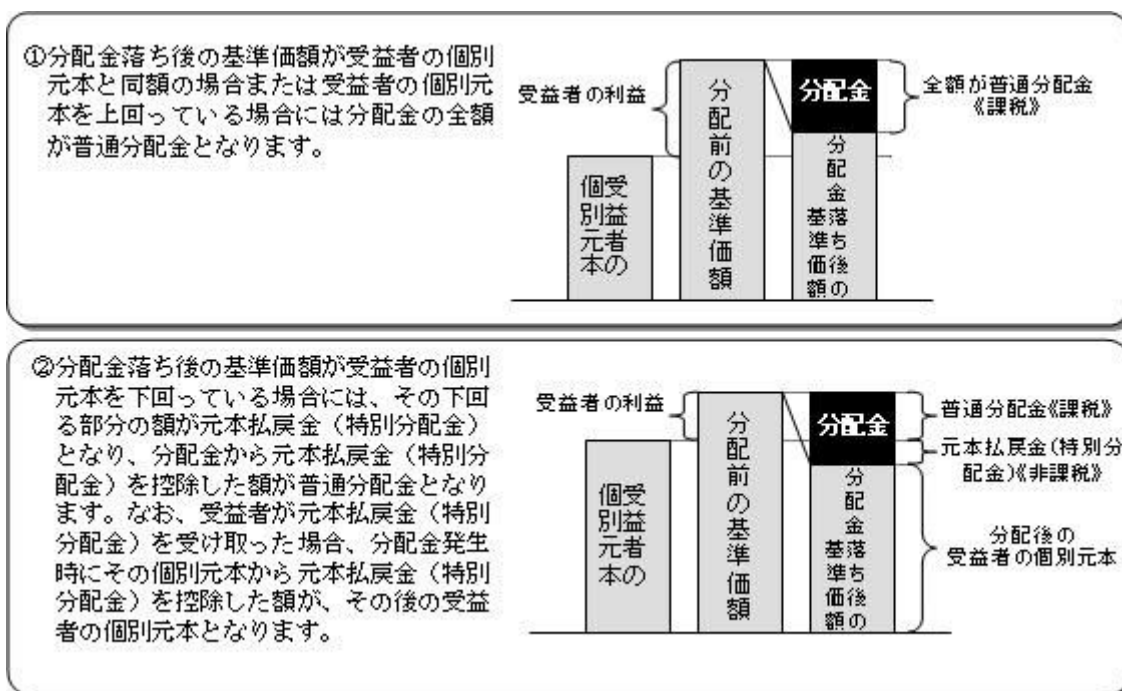 ①分配金落ち後の基準価額が受益者の個別
元本と同額の場合または受益者の個別元
本を上回っている場合には分配金の全額
が普通分配金となります。
受益者の利益
受益者の
個別元本
分配前の基準価額
分配金
分配金落ち後の
基準価額
全額が普通分配金
《課税》
②分配金落ち後の基準価額が受益者の個別
元本を下回っている場合には、その下回
る部分の額が元本払戻金（特別分配金）
となり、分配金から元本払戻金（特別分
配金）を控除した額が普通分配金となり
ます。なお、受益者が元本払戻金（特別
分配金）を受け取った場合、分配金発生
時にその個別元本から元本払戻金（特別
分配金）を控除した額が、その後の受益
者の個別元本となります。
受益者の利益
受益者の
個別元本
分配前の基準価額
分配金
分配金落ち後の
基準価額
普通分配金《課税》
元本払戻金(特別分
配金)《非課税》
分配後の
受益者の個別元本